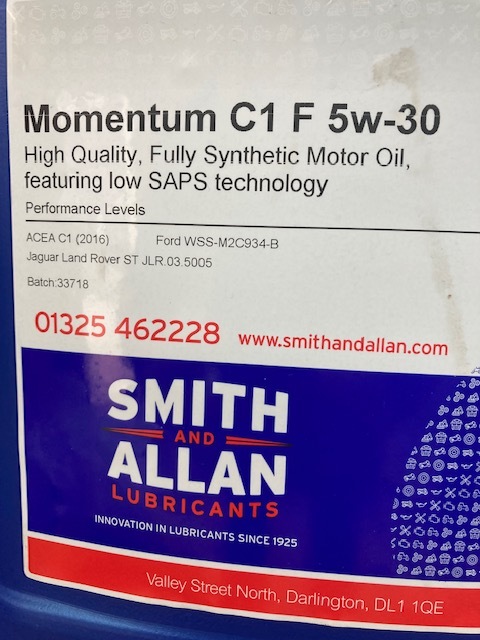 Momentum C1 F 5w-30
High Quality, Fully Synthetic Motor Oil,
featuring low SAPS technology
Performance Levels
ACEA C1 (2016) Ford WSS-M2C934-B
Jaguar Land Rover ST JLR.03.5005
Batch:33718
01325 462228 www.smithandallan.com
SMITH
AND
ALLAN
LUBRICANTS
INNOVATION IN LUBRICANTS SINCE 1925
Valley Street North, Darlington, DL1 1QE